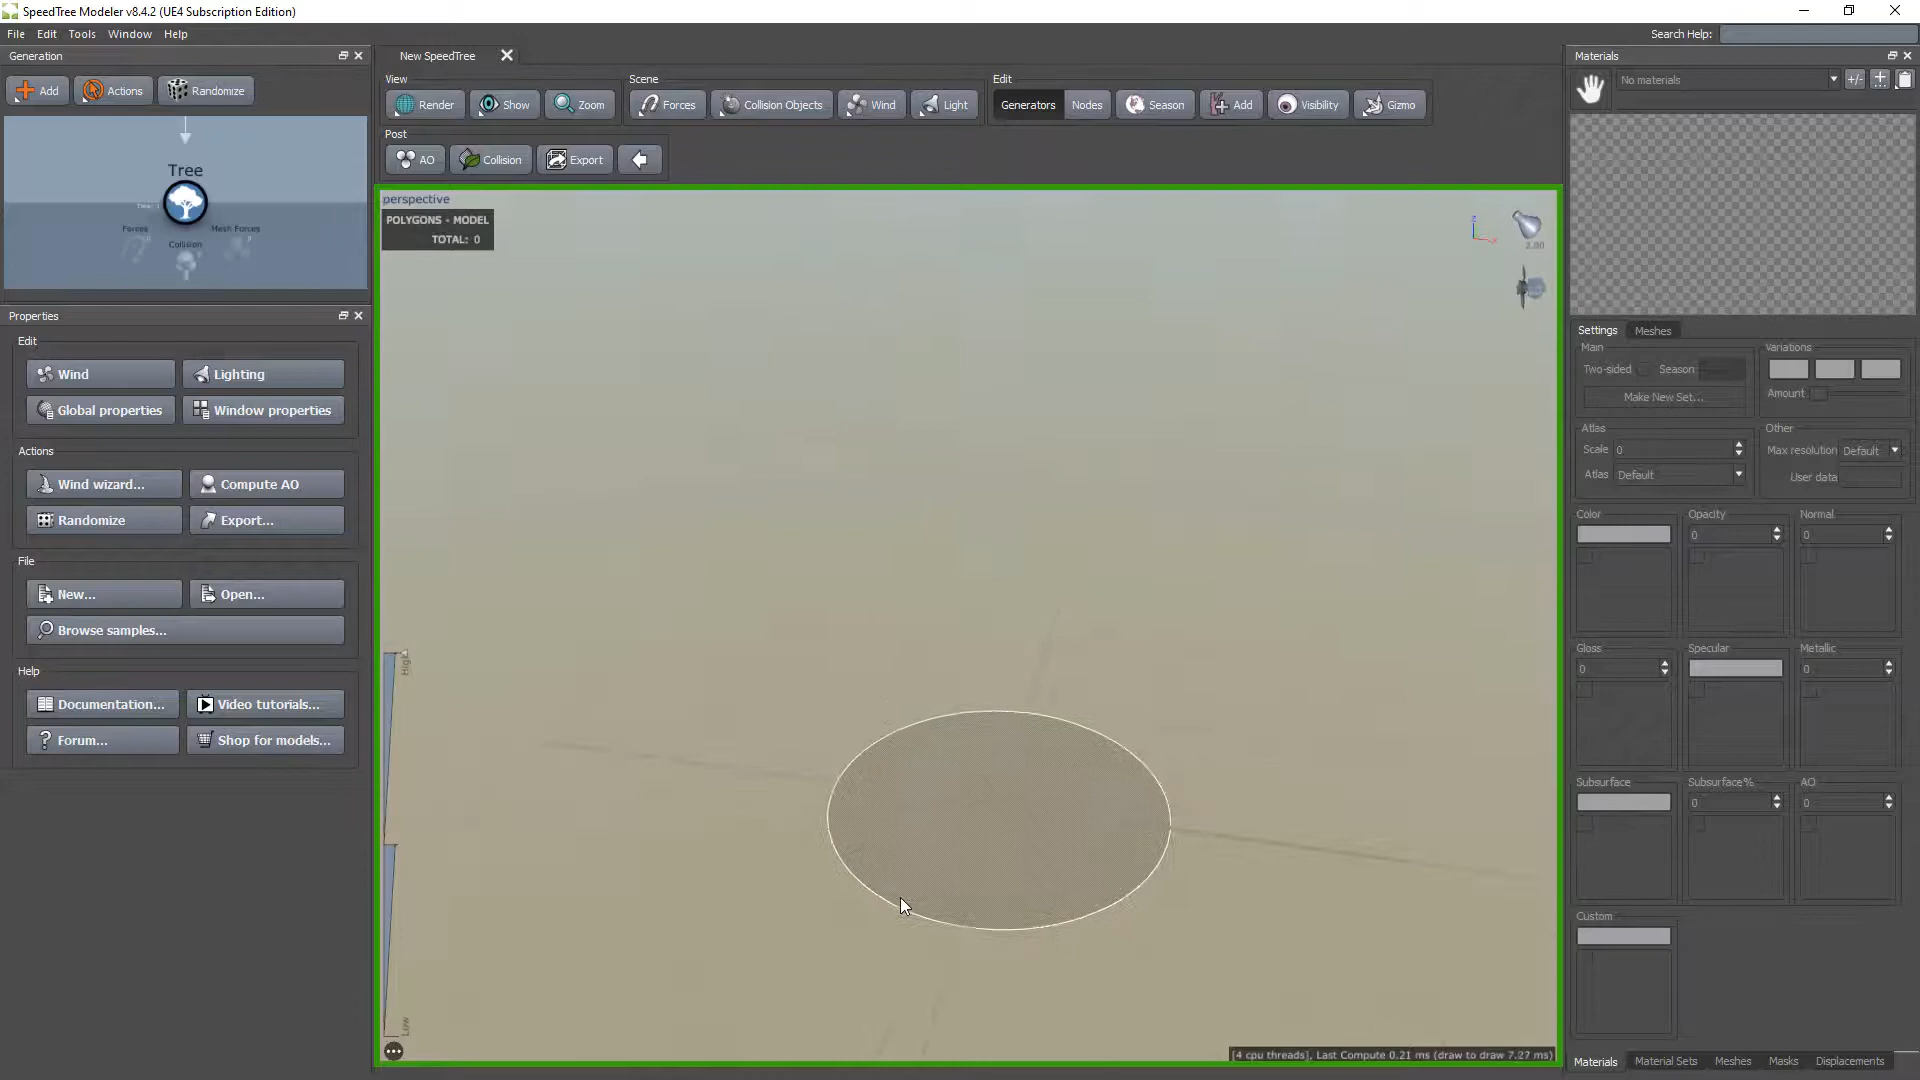 SpeedTree Modeler v8.4.2 (UE4 Subscription Edition)
File Edit Tools Window Help
Search Help:
Generation
Add Actions Randomize
Tree
Forces
Mesh Forces
Collision
Properties
Edit
Wind Lighting
Global properties Window properties
Actions
Wind wizard... Compute AO
Randomize Export...
File
New... Open...
Browse samples...
Help
Documentation... Video tutorials...
Forum... Shop for models...
New SpeedTree
View
Render Show Zoom
Scene
Forces Collision Objects Wind Light
Edit
Generators Nodes Season Add Visibility Gizmo
Post
AO Collision Export
perspective
POLYGONS - MODEL
TOTAL: 0
2.00
High
Low
[4 cpu threads], Last Compute 0.21 ms (draw to draw 7.27 ms)
Materials
No materials
+/-
Settings Meshes
Main
Two-sided Season
Make New Set...
Variations
Amount
Atlas
Scale 0
Atlas Default
Other
Max resolution Default
User data
Color Opacity Normal
0 0
Gloss Specular Metallic
0 0
Subsurface Subsurface% AO
0 0
Custom
Materials Material Sets Meshes Masks Displacements